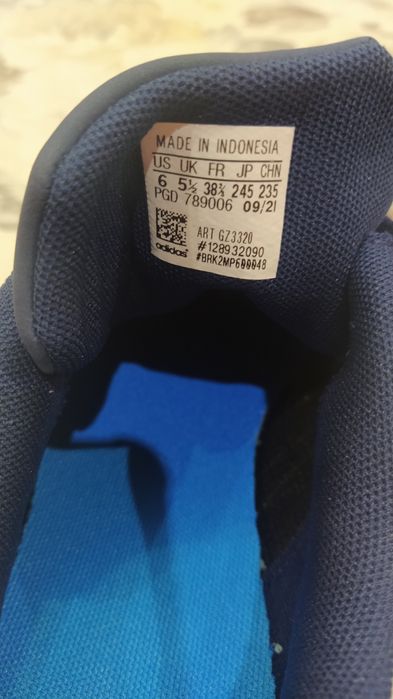 MADE IN INDONESIA
US UK FR JP CHN
6 5½ 38⅔ 245 235
PGD 789006 09/21
ART GZ3320
adidas #128932090
#BRK2MP600048